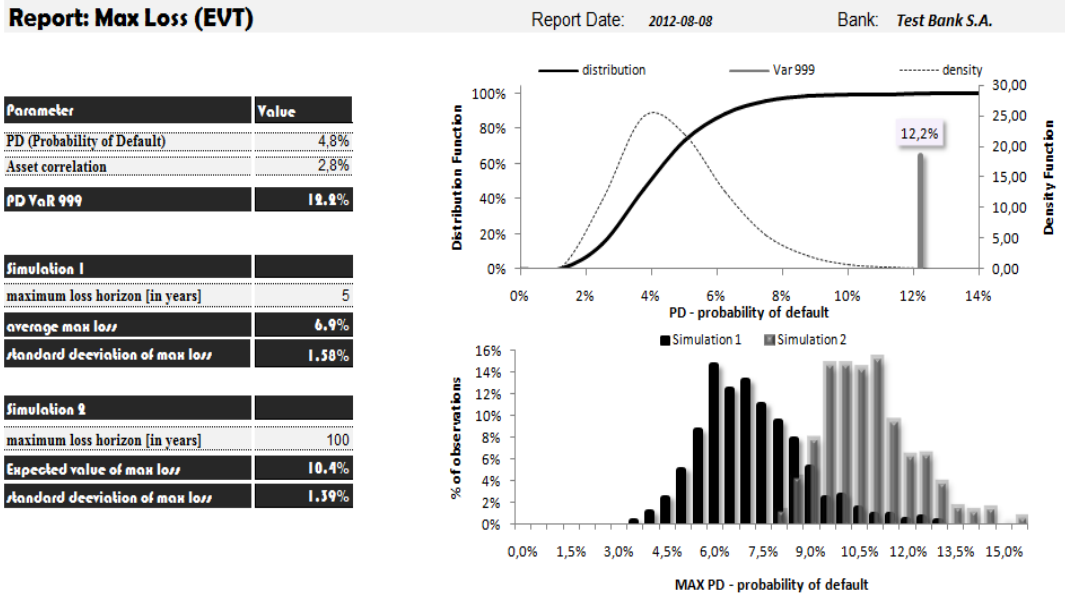 Report: Max Loss (EVT) Report Date: 2012-08-08 Bank: Test Bank S.A.
Parameter Value
PD (Probability of Default) 4,8%
Asset correlation 2,8%
PD VaR 999 12.2%
Simulation 1
maximum loss horizon [in years] 5
average max loss 6.9%
standard deeviation of max loss 1.58%
Simulation 2
maximum loss horizon [in years] 100
Expected value of max loss 10.4%
standard deeviation of max loss 1.39%
distribution Var 999 density
Distribution Function
100%
80%
60%
40%
20%
0%
12,2%
30,00
25,00
20,00
15,00
10,00
5,00
0,00
Density Function
0% 2% 4% 6% 8% 10% 12% 14%
PD - probability of default
Simulation 1 Simulation 2
% of observations
16%
14%
12%
10%
8%
6%
4%
2%
0%
0,0% 1,5% 3,0% 4,5% 6,0% 7,5% 9,0% 10,5% 12,0% 13,5% 15,0%
MAX PD - probability of default